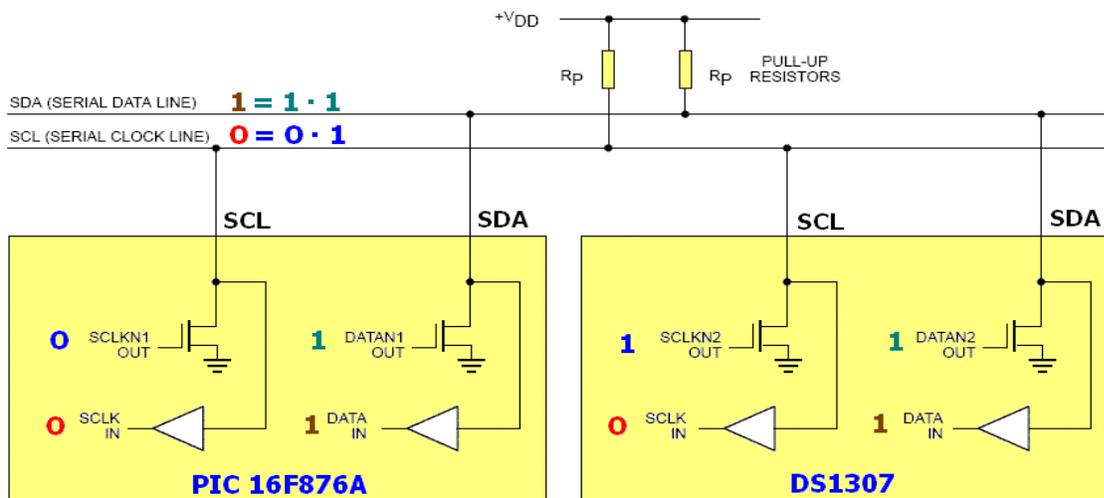 +VDD
RP
RP
PULL-UP
RESISTORS
SDA (SERIAL DATA LINE) 1 = 1 · 1
SCL (SERIAL CLOCK LINE) 0 = 0 · 1
SCL
SDA
SCL
SDA
0 SCLKN1
OUT
1 DATAN1
OUT
1 SCLKN2
OUT
1 DATAN2
OUT
0 SCLK
IN
1 DATA
IN
0 SCLK
IN
1 DATA
IN
PIC 16F876A
DS1307